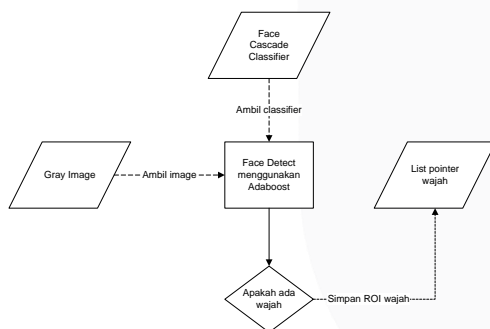 Face
Cascade
Classifier
Ambil classifier
Gray Image
Ambil image
Face Detect
menggunakan
Adaboost
List pointer
wajah
Apakah ada
wajah
Simpan ROI wajah